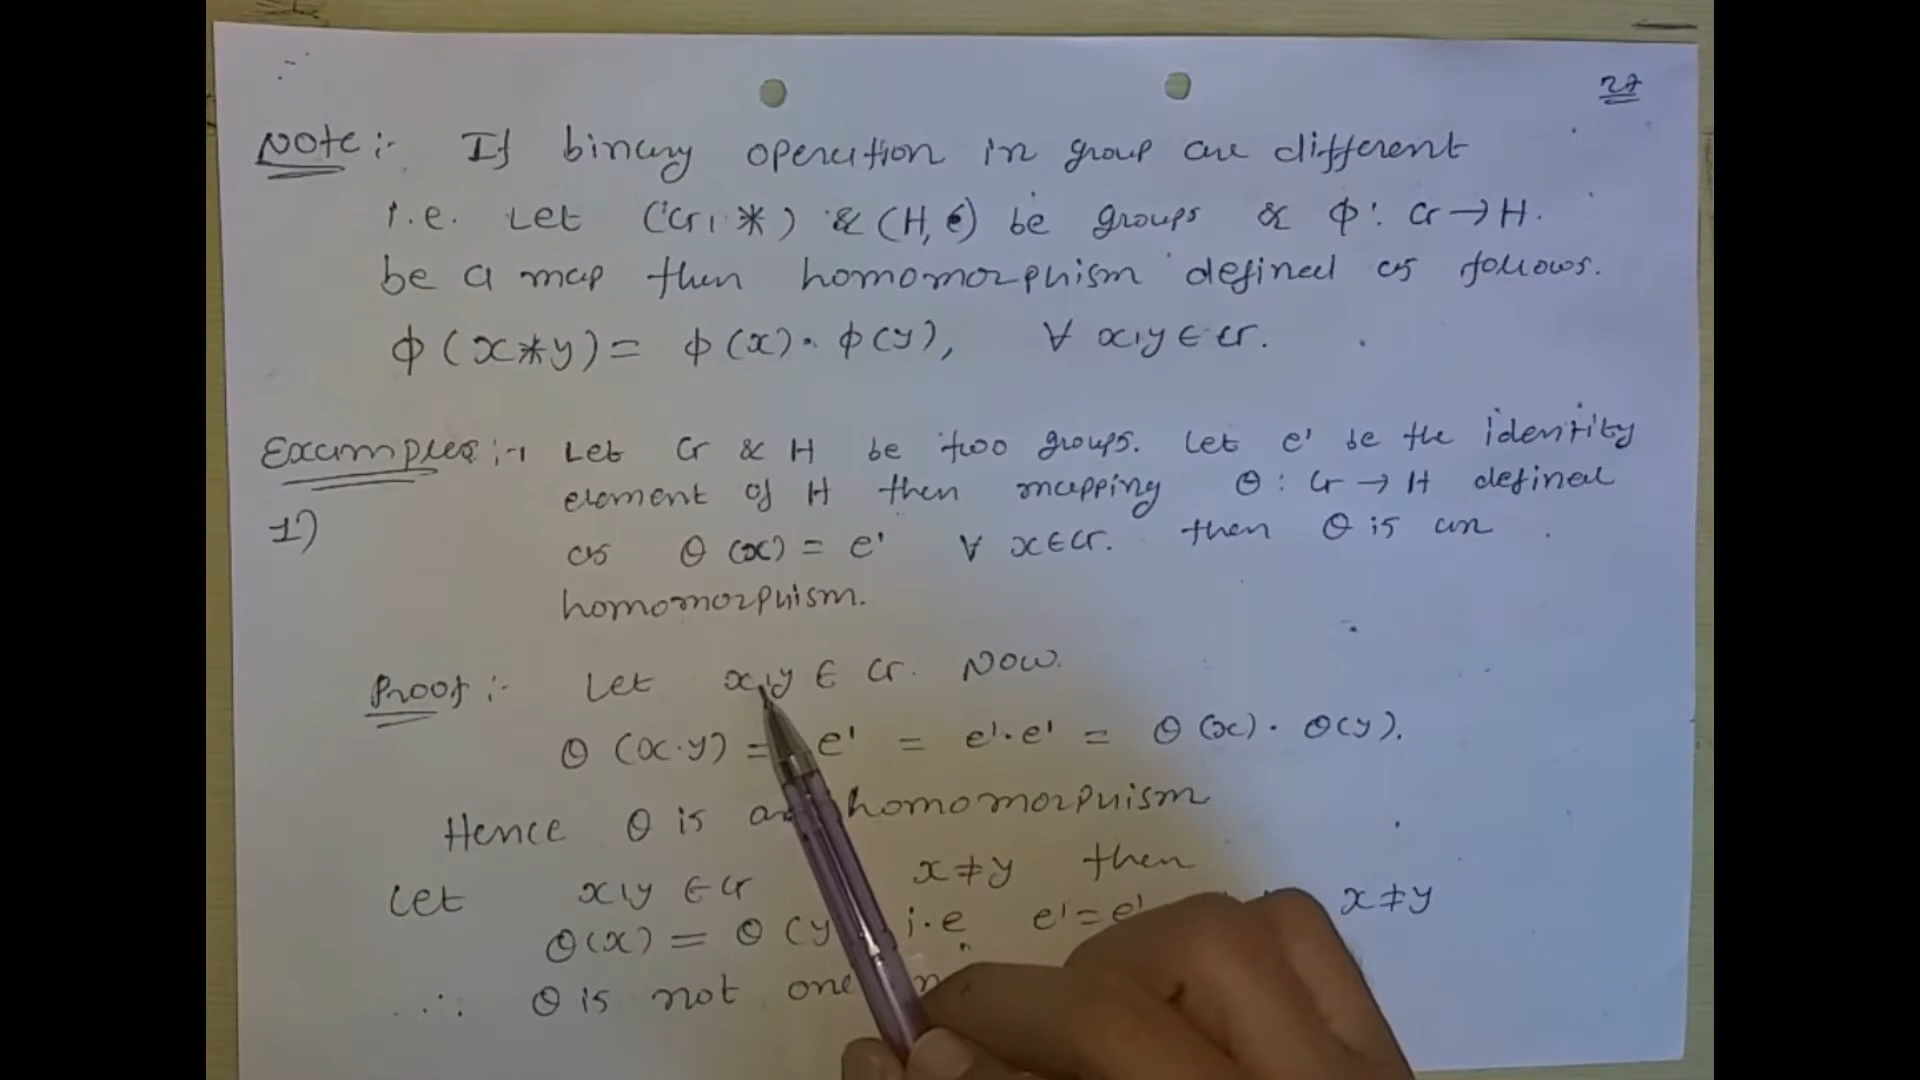 27
Note :- If binary operation in group are different
i.e. Let (G, *) & (H, •) be groups & ϕ : G → H.
be a map then homomorphism defined as follows.
ϕ(x*y) = ϕ(x) · ϕ(y), ∀ x,y ∈ G.
Examples :- Let G & H be two groups. Let e' be the identity
element of H then mapping θ : G → H defined
1)
as θ(x) = e' ∀ x ∈ G. then θ is an
homomorphism.
Proof :- Let x,y ∈ G. Now
θ(x·y) = e' = e'·e' = θ(x) · θ(y).
Hence θ is an homomorphism
Let x,y ∈ G x ≠ y then
θ(x) = θ(y i.e e' = e' x ≠ y
∴ θ is not one